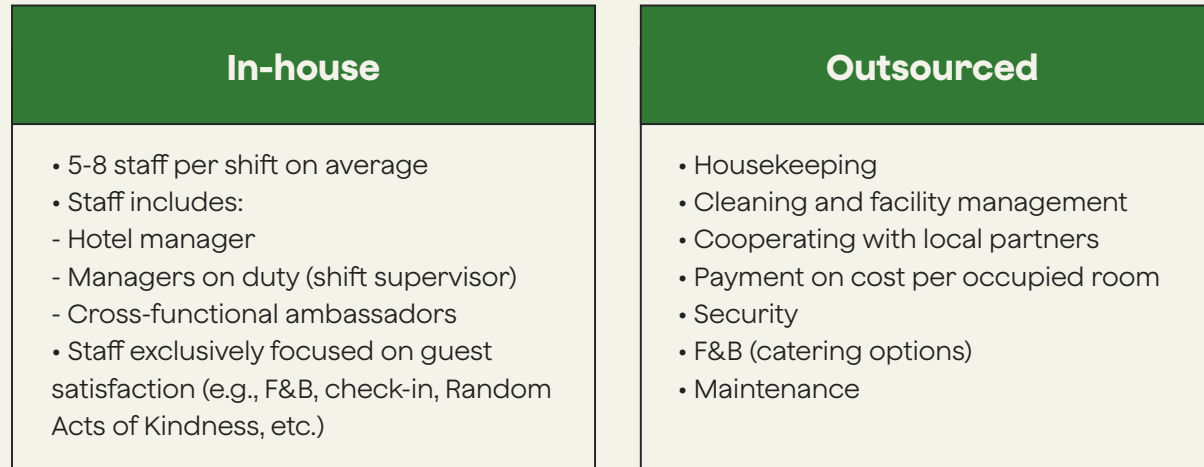 In-house
• 5-8 staff per shift on average
• Staff includes:
- Hotel manager
- Managers on duty (shift supervisor)
- Cross-functional ambassadors
• Staff exclusively focused on guest
satisfaction (e.g., F&B, check-in, Random
Acts of Kindness, etc.)
Outsourced
• Housekeeping
• Cleaning and facility management
• Cooperating with local partners
• Payment on cost per occupied room
• Security
• F&B (catering options)
• Maintenance